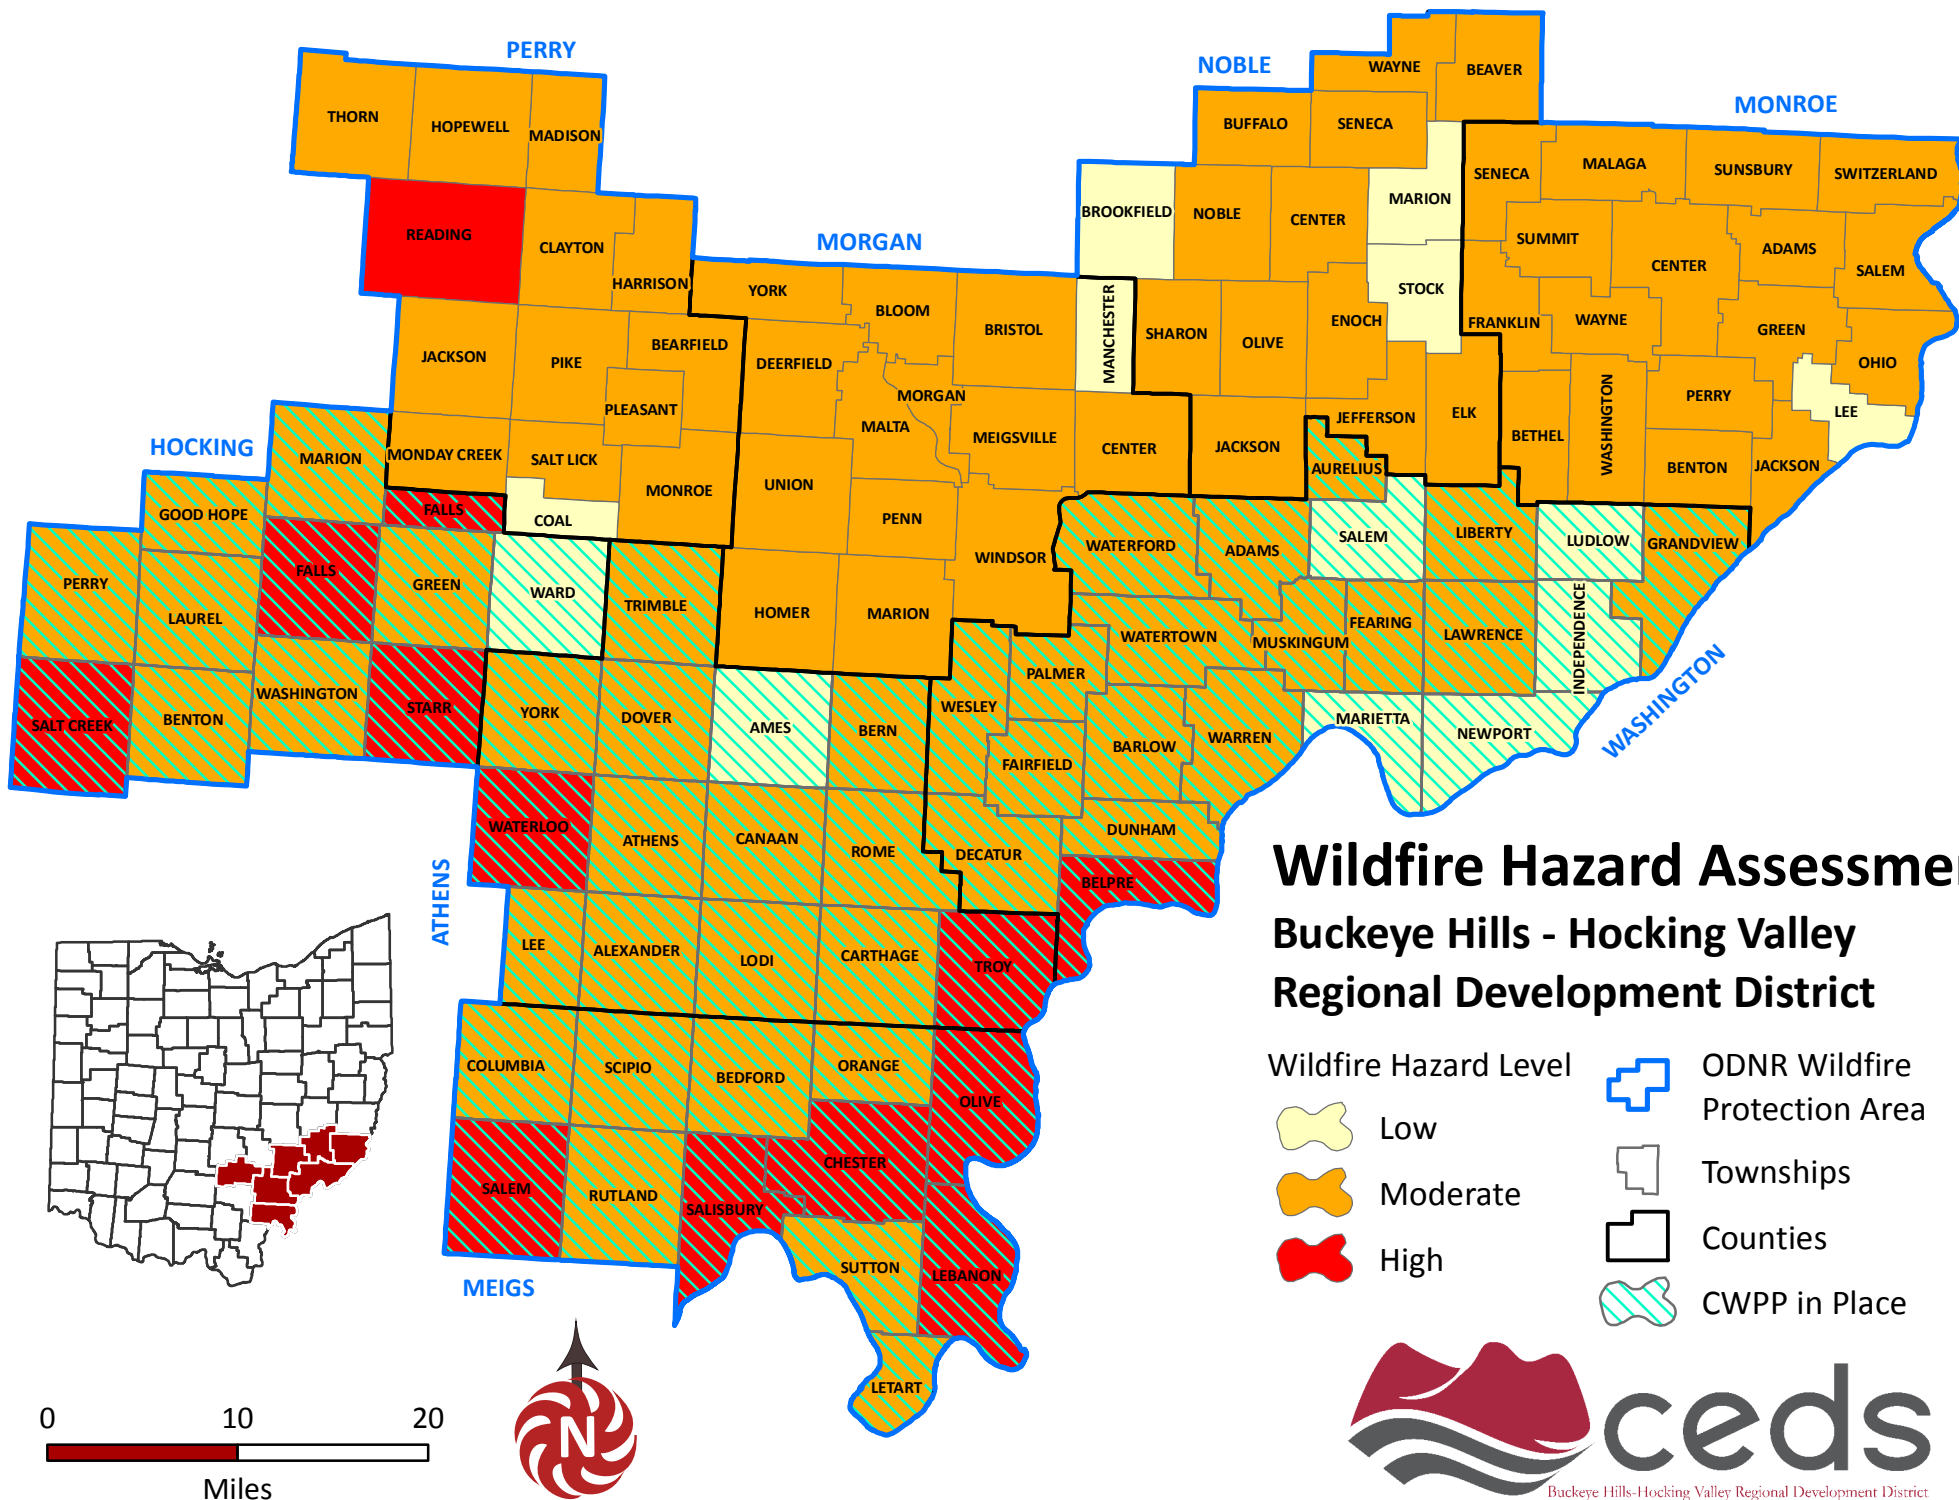 PERRY
NOBLE
MONROE
MORGAN
HOCKING
WASHINGTON
ATHENS
MEIGS
THORN
HOPEWELL
MADISON
READING
CLAYTON
HARRISON
JACKSON
PIKE
BEARFIELD
PLEASANT
MONDAY CREEK
SALT LICK
MONROE
COAL
YORK
BLOOM
BRISTOL
MANCHESTER
DEERFIELD
MORGAN
MALTA
MEIGSVILLE
CENTER
UNION
PENN
WINDSOR
HOMER
MARION
WAYNE
BEAVER
BUFFALO
SENECA
MARION
BROOKFIELD
NOBLE
CENTER
STOCK
SHARON
OLIVE
ENOCH
JACKSON
JEFFERSON
ELK
SENECA
MALAGA
SUNSBURY
SWITZERLAND
SUMMIT
CENTER
ADAMS
SALEM
FRANKLIN
WAYNE
GREEN
OHIO
LEE
BETHEL
WASHINGTON
PERRY
BENTON
JACKSON
MARION
GOOD HOPE
FALLS
FALLS
PERRY
LAUREL
GREEN
WARD
SALT CREEK
BENTON
WASHINGTON
STARR
TRIMBLE
YORK
DOVER
AMES
BERN
WATERLOO
ATHENS
CANAAN
ROME
LEE
ALEXANDER
LODI
CARTHAGE
TROY
AURELIUS
WATERFORD
ADAMS
SALEM
LIBERTY
LUDLOW
GRANDVIEW
WATERTOWN
MUSKINGUM
FEARING
LAWRENCE
INDEPENDENCE
PALMER
WESLEY
FAIRFIELD
BARLOW
WARREN
MARIETTA
NEWPORT
DECATUR
DUNHAM
BELPRE
COLUMBIA
SCIPIO
BEDFORD
ORANGE
OLIVE
SALEM
RUTLAND
SALISBURY
CHESTER
SUTTON
LEBANON
LETART
Wildfire Hazard Assessme
Buckeye Hills - Hocking Valley
Regional Development District
Wildfire Hazard Level
Low
Moderate
High
ODNR Wildfire
Protection Area
Townships
Counties
CWPP in Place
0 10 20
Miles
N
ceds
Buckeye Hills-Hocking Valley Regional Development District